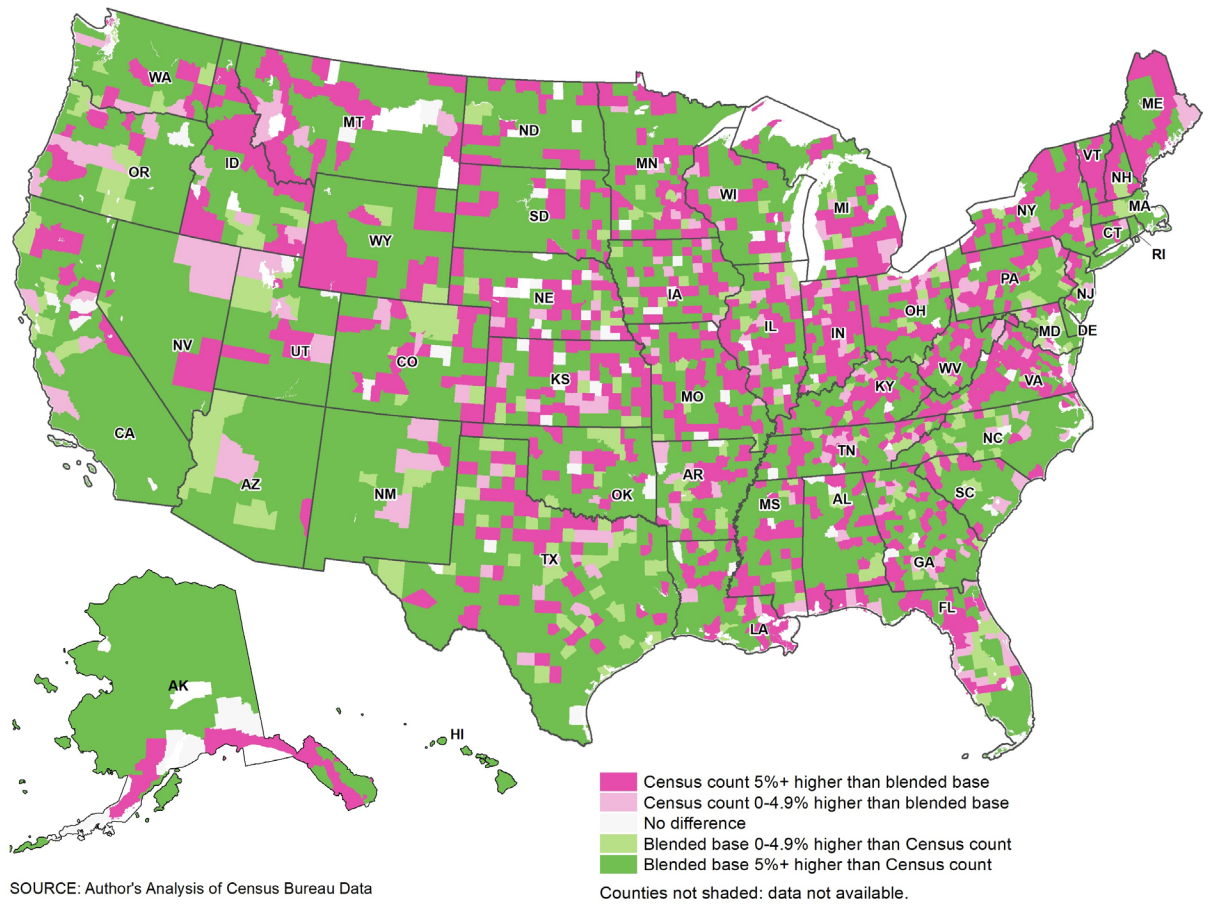 WA
ME
MT
ND
MN
VT
OR
ID
NH
WI
SD
MI
NY
MA
WY
CT
RI
PA
IA
NE
NJ
OH
IL
IN
MD
DE
NV
UT
CO
WV
KS
VA
KY
MO
CA
NC
TN
AR
AZ
NM
OK
SC
MS
AL
TX
GA
FL
LA
AK
HI
Census count 5%+ higher than blended base
Census count 0-4.9% higher than blended base
No difference
Blended base 0-4.9% higher than Census count
Blended base 5%+ higher than Census count
SOURCE: Author's Analysis of Census Bureau Data
Counties not shaded: data not available.